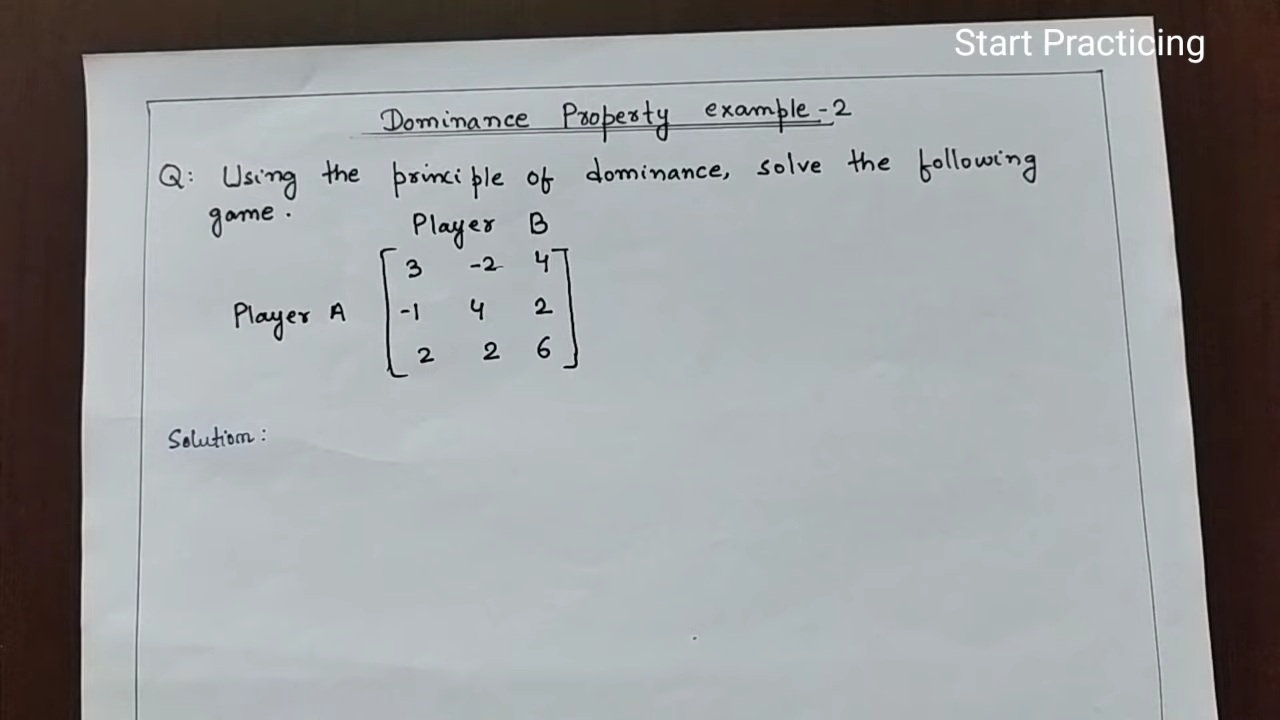 Start Practicing
Dominance Property example-2
Q: Using the principle of dominance, solve the following
game.
Player B
3 -2 4
Player A -1 4 2
2 2 6
Solution: